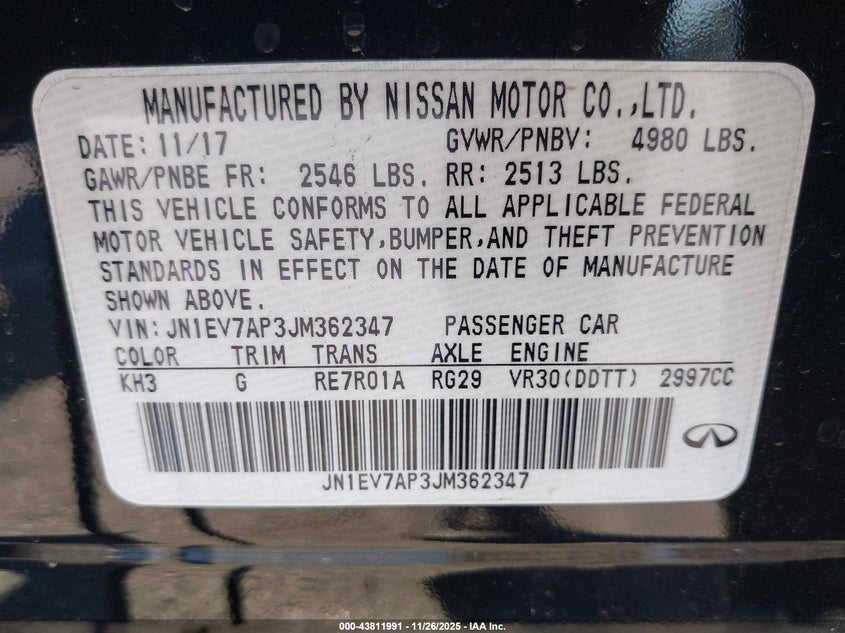 MANUFACTURED BY NISSAN MOTOR CO.,LTD.
DATE: 11/17 GVWR/PNBV: 4980 LBS.
GAWR/PNBE FR: 2546 LBS. RR: 2513 LBS.
THIS VEHICLE CONFORMS TO ALL APPLICABLE FEDERAL
MOTOR VEHICLE SAFETY,BUMPER,AND THEFT PREVENTION
STANDARDS IN EFFECT ON THE DATE OF MANUFACTURE
SHOWN ABOVE.
VIN:JN1EV7AP3JM362347 PASSENGER CAR
COLOR TRIM TRANS AXLE ENGINE
KH3 G RE7R01A RG29 VR30(DDTT) 2997CC
JN1EV7AP3JM362347
000-43811991 - 11/26/2025 - IAA Inc.